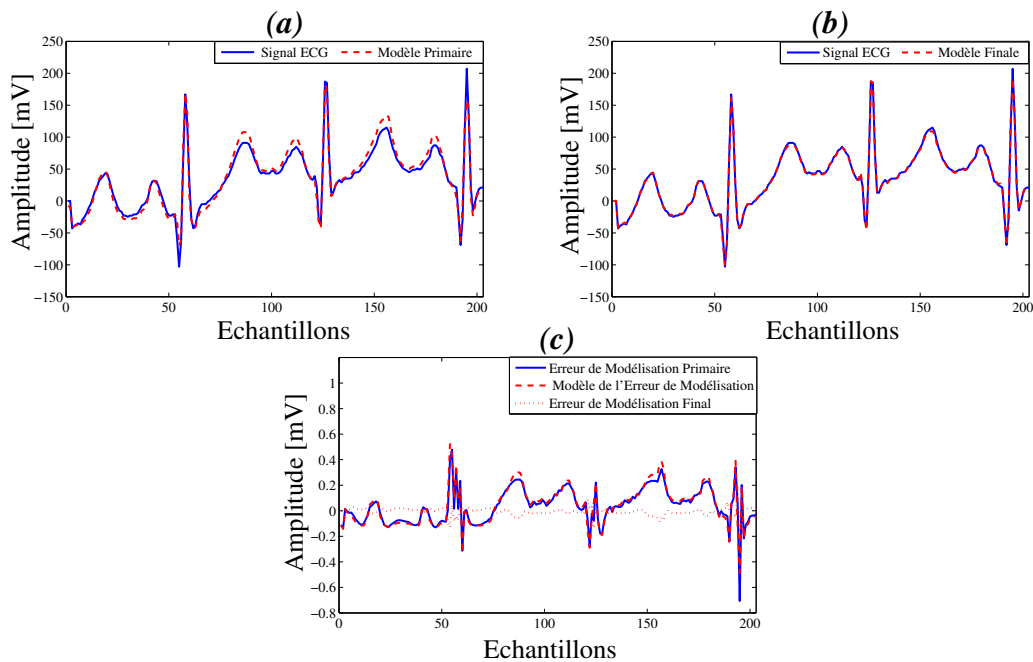 (a)
Signal ECG
Modèle Primaire
250
200
150
100
50
0
−50
−100
−150
0
50
100
150
200
Amplitude [mV]
Echantillons
(b)
Signal ECG
Modèle Finale
250
200
150
100
50
0
−50
−100
−150
0
50
100
150
200
Amplitude [mV]
Echantillons
(c)
Erreur de Modélisation Primaire
Modèle de l'Erreur de Modélisation
Erreur de Modélisation Final
1
0.8
0.6
0.4
0.2
0
−0.2
−0.4
−0.6
−0.8
0
50
100
150
200
Amplitude [mV]
Echantillons